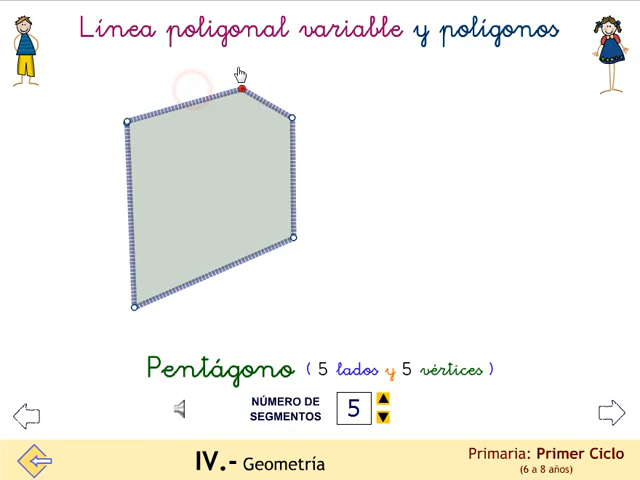 Línea poligonal variable y polígonos
Pentágono ( 5 lados y 5 vértices )
NÚMERO DE
SEGMENTOS
5
IV.- Geometría
Primaria: Primer Ciclo
(6 a 8 años)